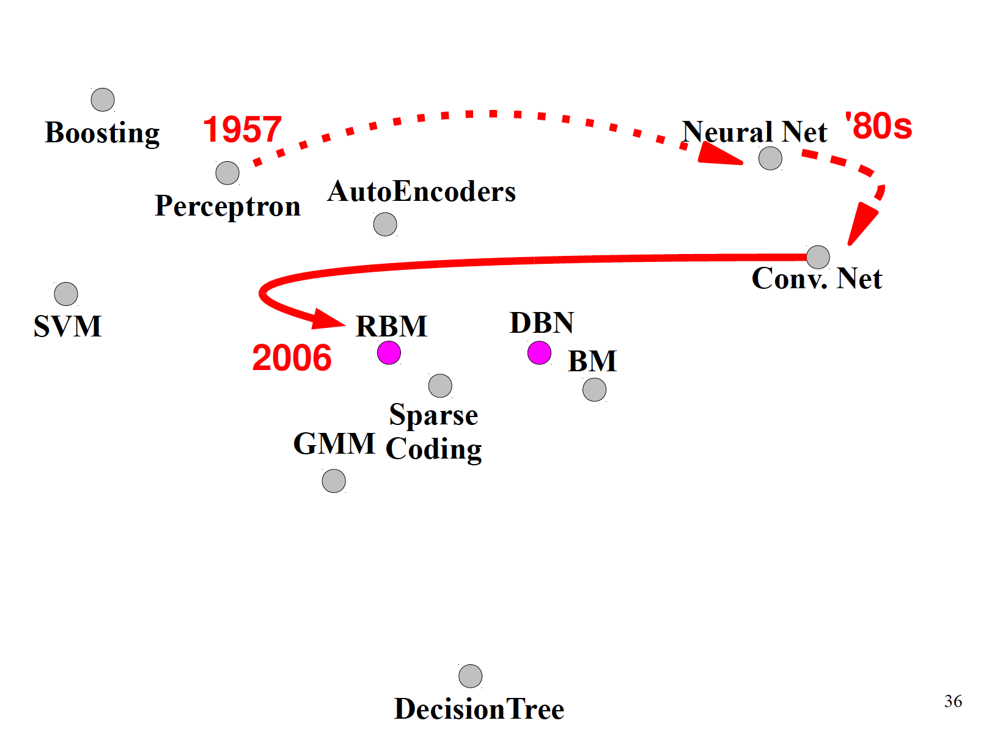 Boosting
1957
Neural Net
'80s
Perceptron
AutoEncoders
Conv. Net
SVM
RBM
DBN
2006
BM
Sparse
Coding
GMM
DecisionTree
36